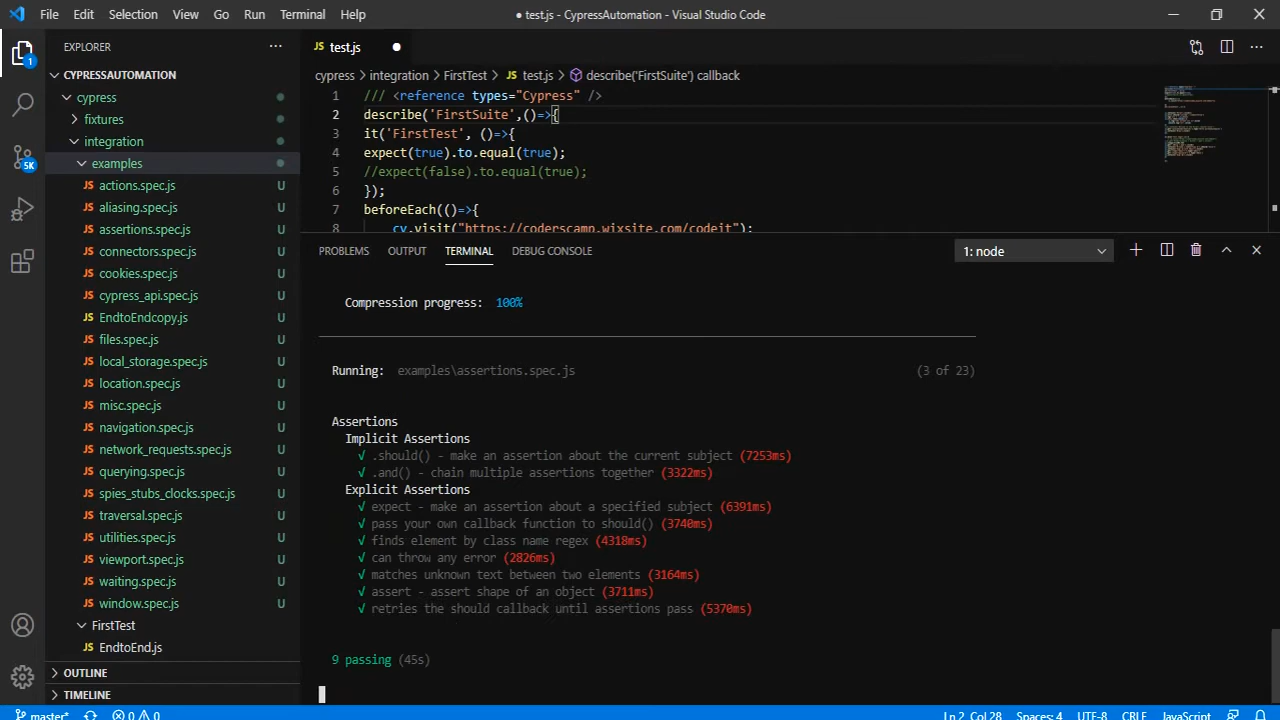 File Edit Selection View Go Run Terminal Help
● test.js - CypressAutomation - Visual Studio Code
1
5K
EXPLORER
CYPRESSAUTOMATION
cypress
fixtures
integration
examples
JS actions.spec.js U
JS aliasing.spec.js U
JS assertions.spec.js U
JS connectors.spec.js U
JS cookies.spec.js U
JS cypress_api.spec.js U
JS EndtoEndcopy.js U
JS files.spec.js U
JS local_storage.spec.js U
JS location.spec.js U
JS misc.spec.js U
JS navigation.spec.js U
JS network_requests.spec.js U
JS querying.spec.js U
JS spies_stubs_clocks.spec.js U
JS traversal.spec.js U
JS utilities.spec.js U
JS viewport.spec.js U
JS waiting.spec.js U
JS window.spec.js U
FirstTest
JS EndtoEnd.js
OUTLINE
TIMELINE
JS test.js
cypress > integration > FirstTest > JS test.js > describe('FirstSuite') callback
1 /// <reference types="Cypress" />
2 describe('FirstSuite',()=>{
3 it('FirstTest', ()=>{
4 expect(true).to.equal(true);
5 //expect(false).to.equal(true);
6 });
7 beforeEach(()=>{
8 cy.visit("https://coderscamp.wixsite.com/codeit");
PROBLEMS OUTPUT TERMINAL DEBUG CONSOLE
1: node
Compression progress: 100%
Running: examples\assertions.spec.js (3 of 23)
Assertions
Implicit Assertions
√ .should() - make an assertion about the current subject (7253ms)
√ .and() - chain multiple assertions together (3322ms)
Explicit Assertions
√ expect - make an assertion about a specified subject (6391ms)
√ pass your own callback function to should() (3740ms)
√ finds element by class name regex (4318ms)
√ can throw any error (2826ms)
√ matches unknown text between two elements (3164ms)
√ assert - assert shape of an object (3711ms)
√ retries the should callback until assertions pass (5370ms)
9 passing (45s)
master* 0 0
Ln 2, Col 28 Spaces: 4 UTF-8 CRLF JavaScript